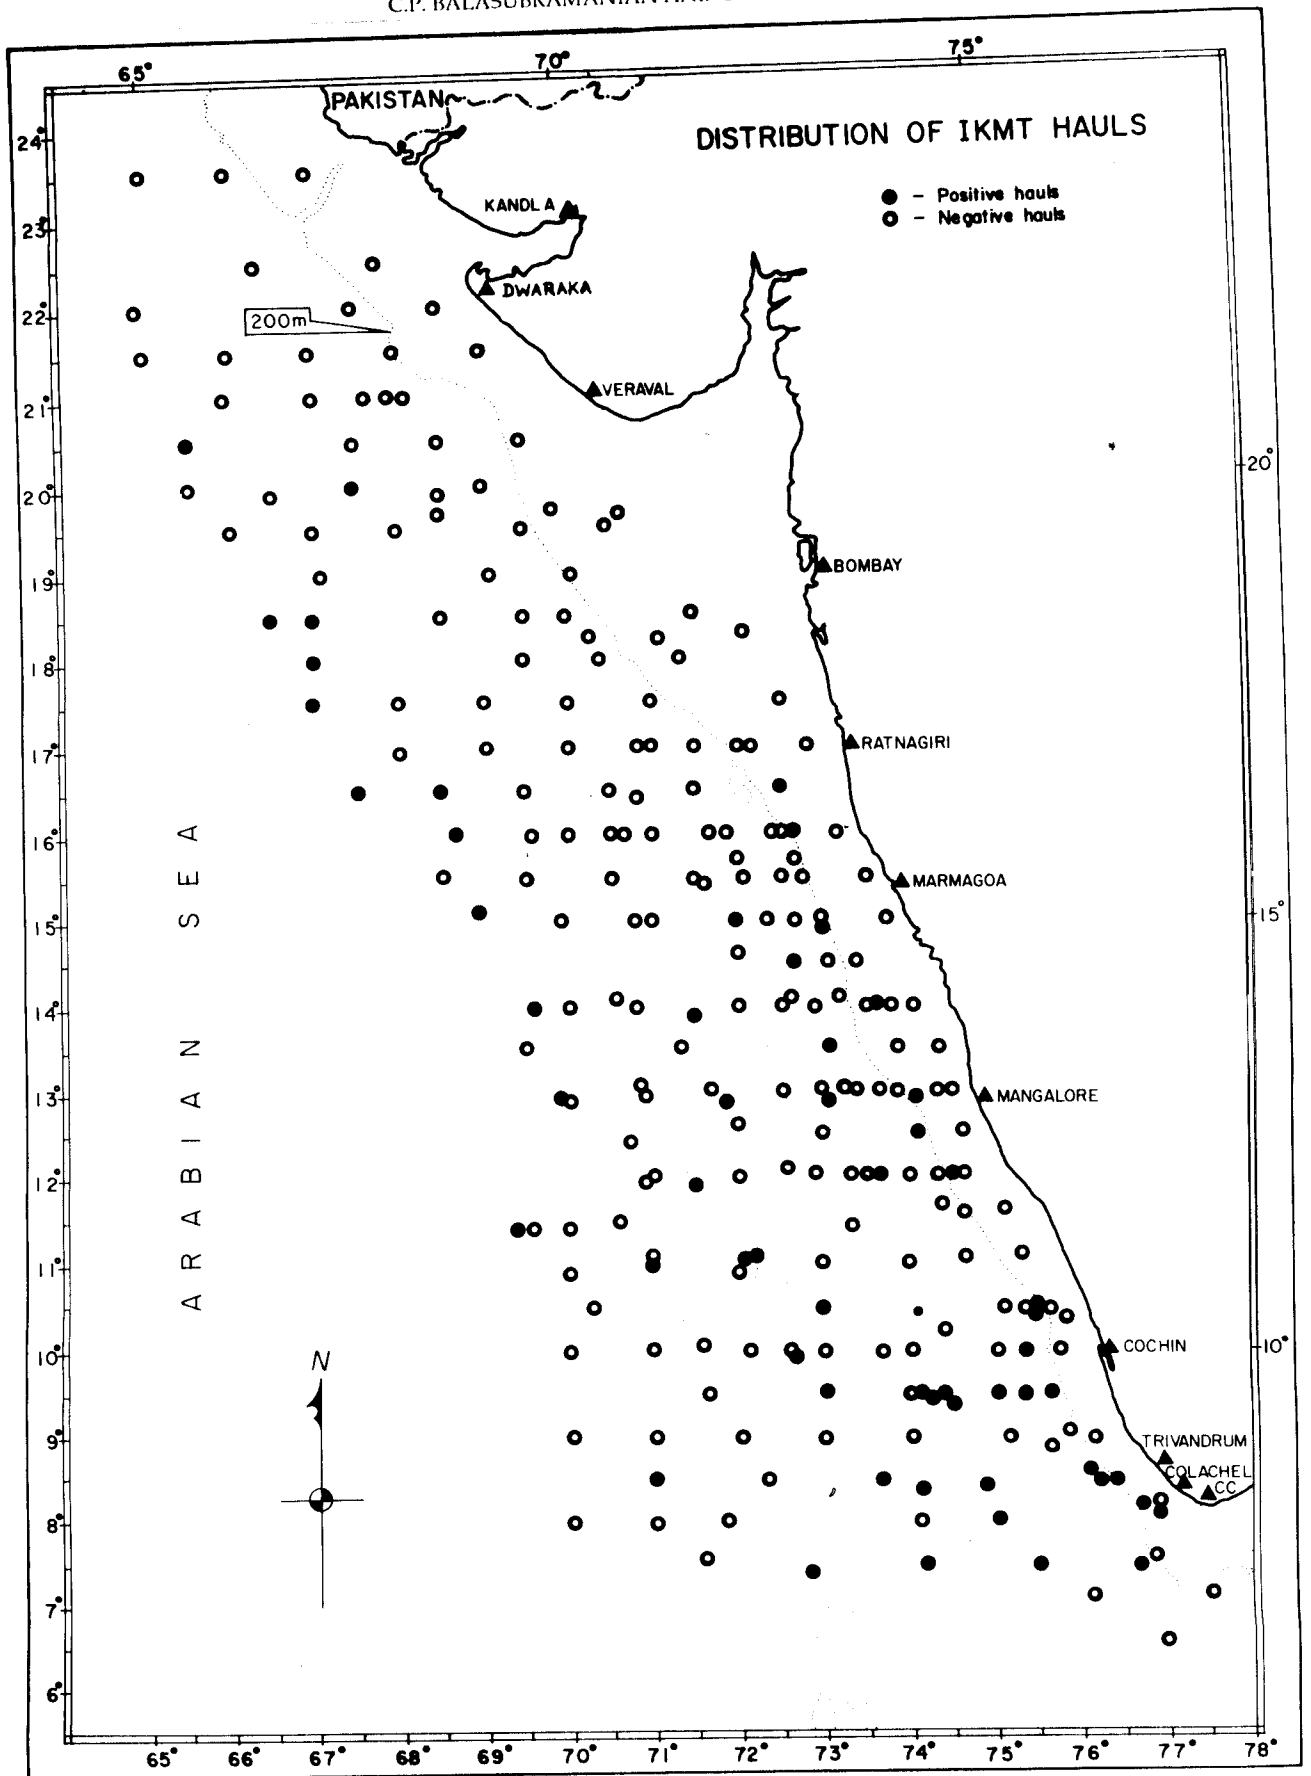 C.P. BALASUBRAMANIAN
65° 70° 75°
PAKISTAN
DISTRIBUTION OF IKMT HAULS
● – Positive hauls
○ – Negative hauls
24°
KANDLA
23°
DWARAKA
22°
200m
VERAVAL
21°
20°
20°
19°
BOMBAY
18°
17°
RATNAGIRI
16°
MARMAGOA
15°
15°
14°
13°
MANGALORE
12°
11°
ARABIAN SEA
10°
COCHIN
10°
N
9°
TRIVANDRUM
COLACHEL
CC
8°
7°
6°
65° 66° 67° 68° 69° 70° 71° 72° 73° 74° 75° 76° 77° 78°